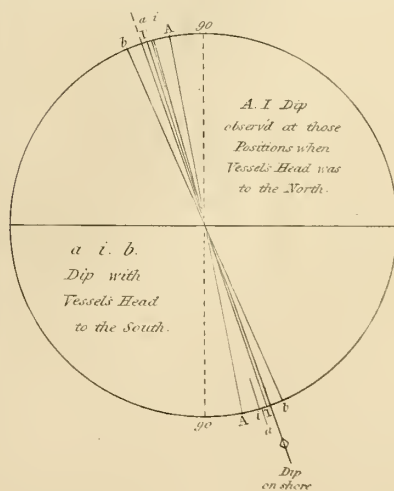 90
b a I i A
A. I Dip
observ'd at those
Positions when
Vessel's Head was
to the North.
a i. b.
Dip with
Vessel's Head
to the South.
90
A i I a b
Dip
on shore